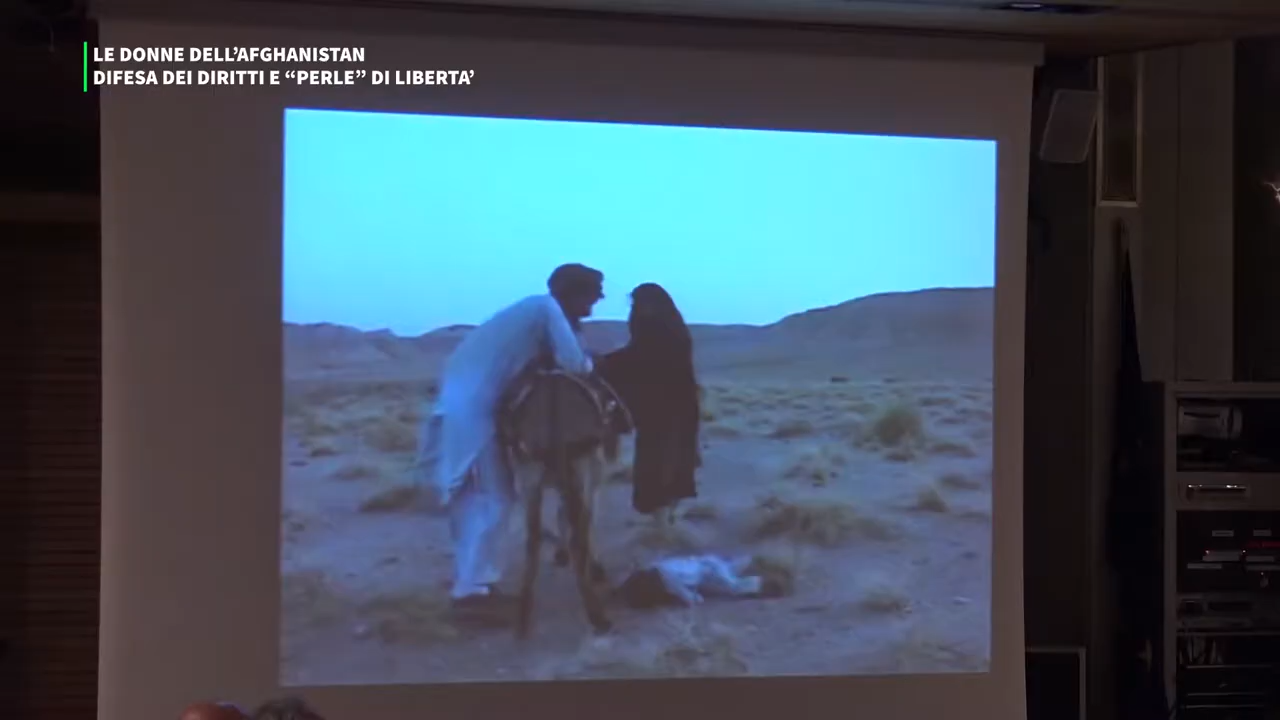 LE DONNE DELL’AFGHANISTAN
DIFESA DEI DIRITTI E “PERLE” DI LIBERTA’